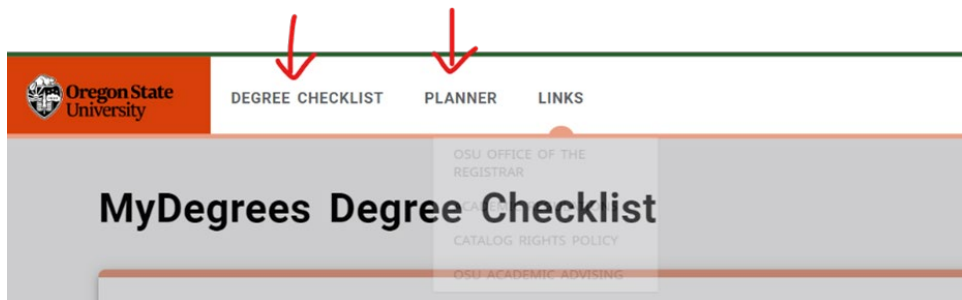 Oregon State
University
DEGREE CHECKLIST PLANNER LINKS
OSU OFFICE OF THE
REGISTRAR
MyDegrees Degree Checklist
CATALOG RIGHTS POLICY
OSU ACADEMIC ADVISING